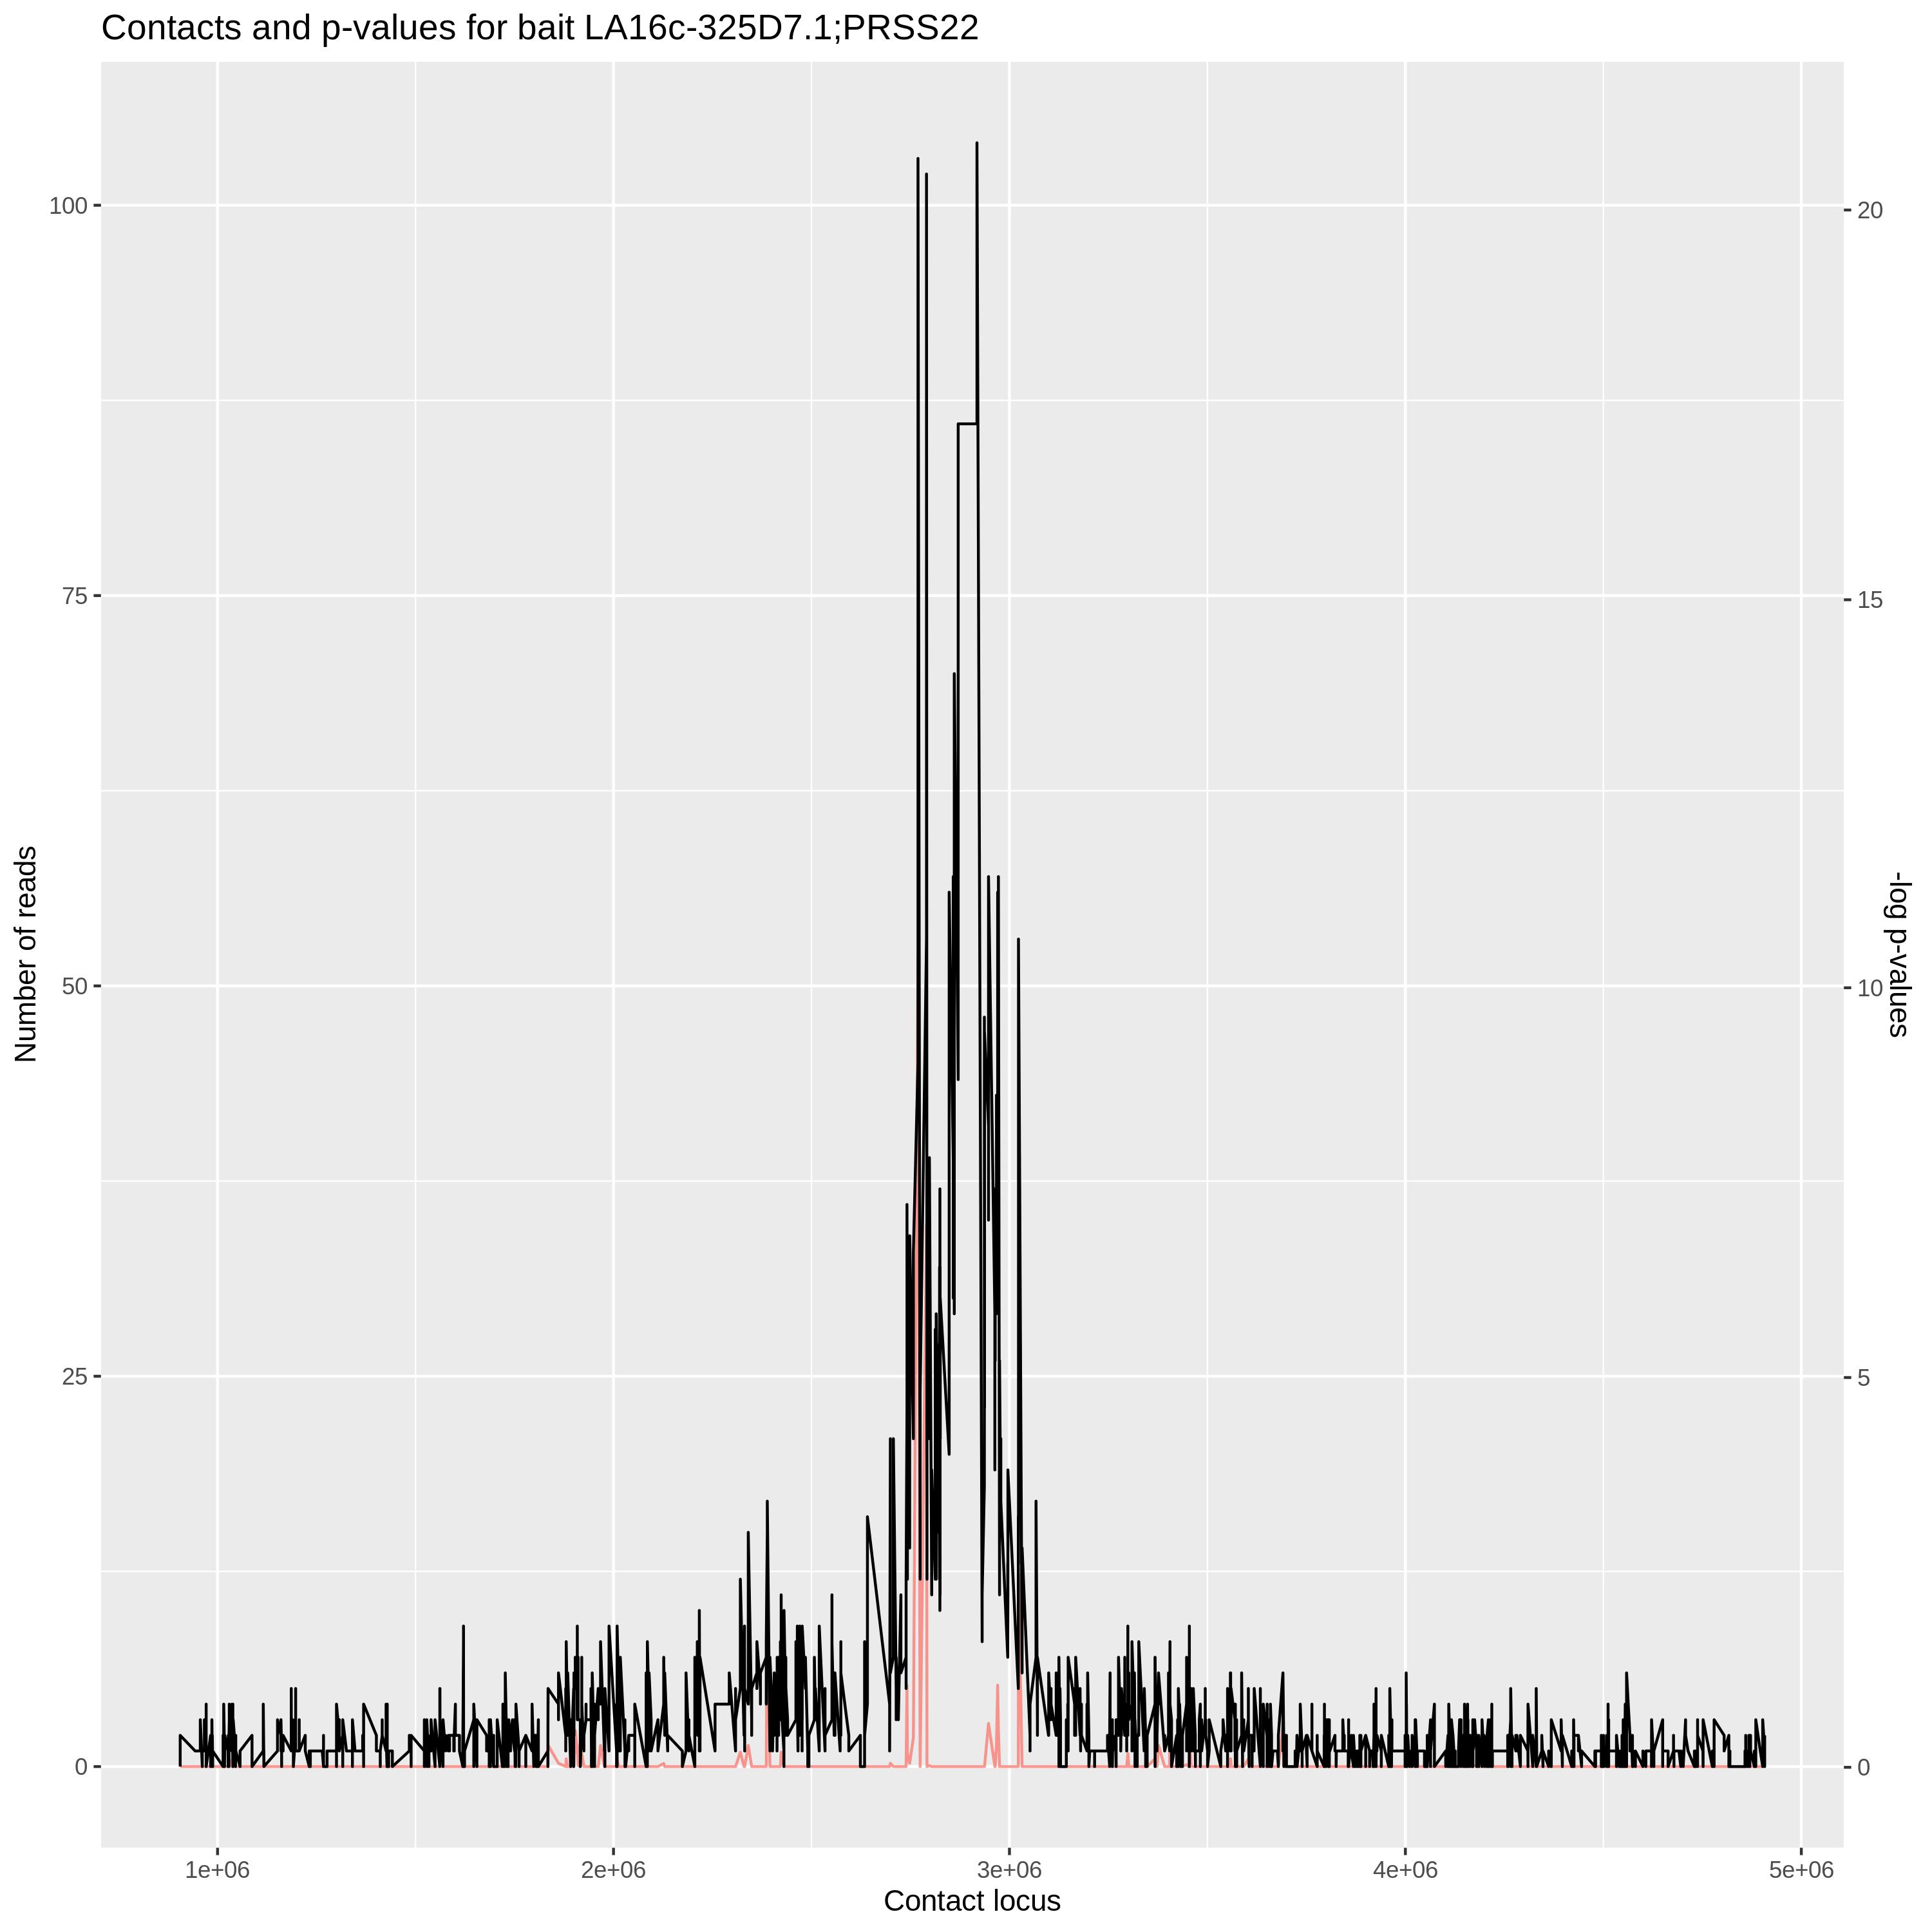 Contacts and p-values for bait LA16c-325D7.1;PRSS22
100
75
50
25
0
Number of reads
20
15
10
5
0
-log p-values
1e+06
2e+06
3e+06
4e+06
5e+06
Contact locus